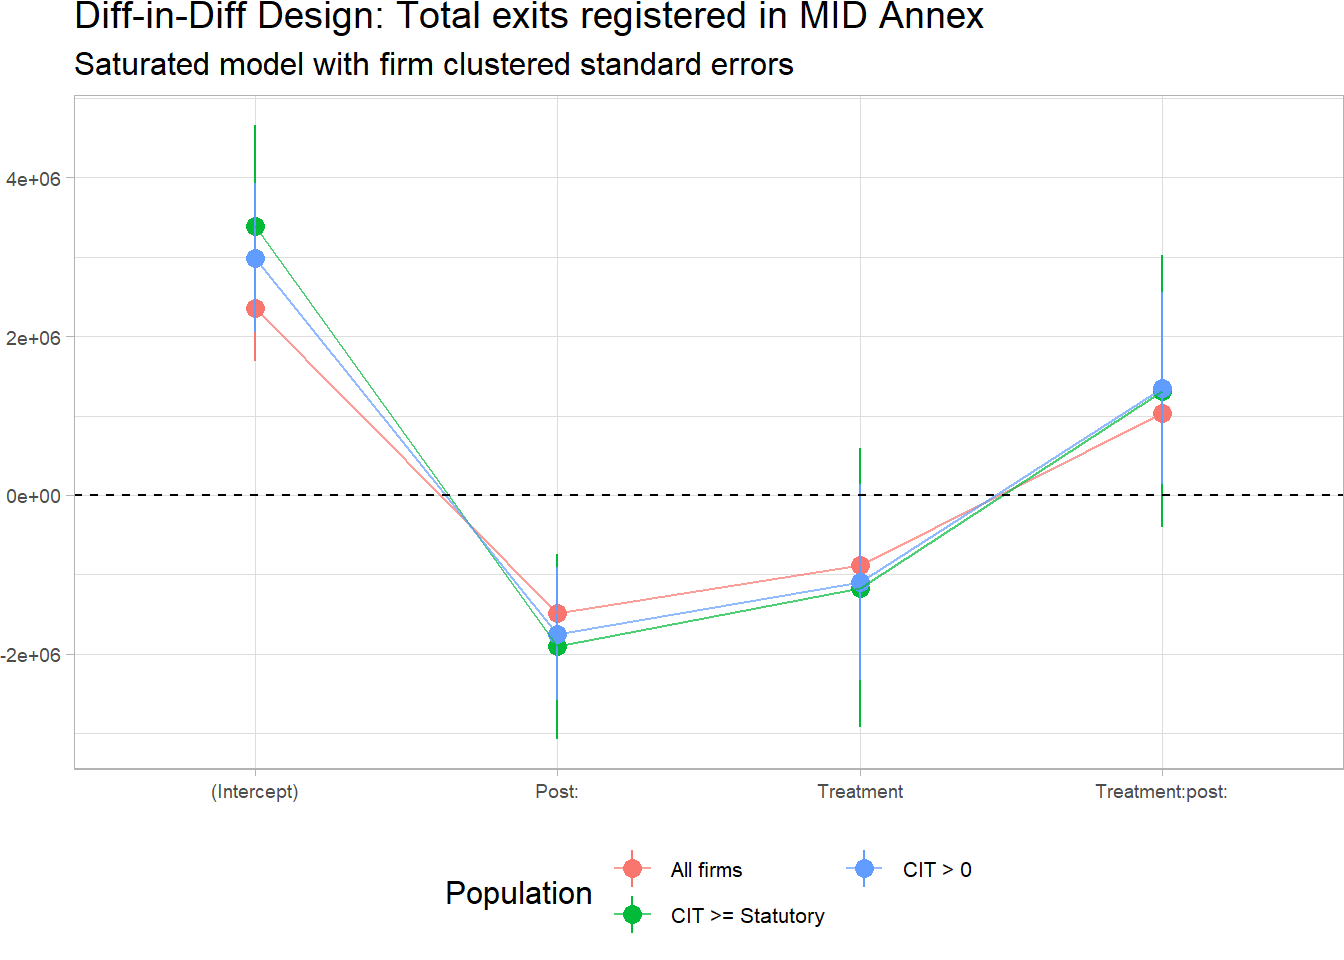 Diff-in-Diff Design: Total exits registered in MID Annex
Saturated model with firm clustered standard errors
4e+06
2e+06
0e+00
-2e+06
(Intercept)
Post:
Treatment
Treatment:post:
Population
All firms
CIT > 0
CIT >= Statutory